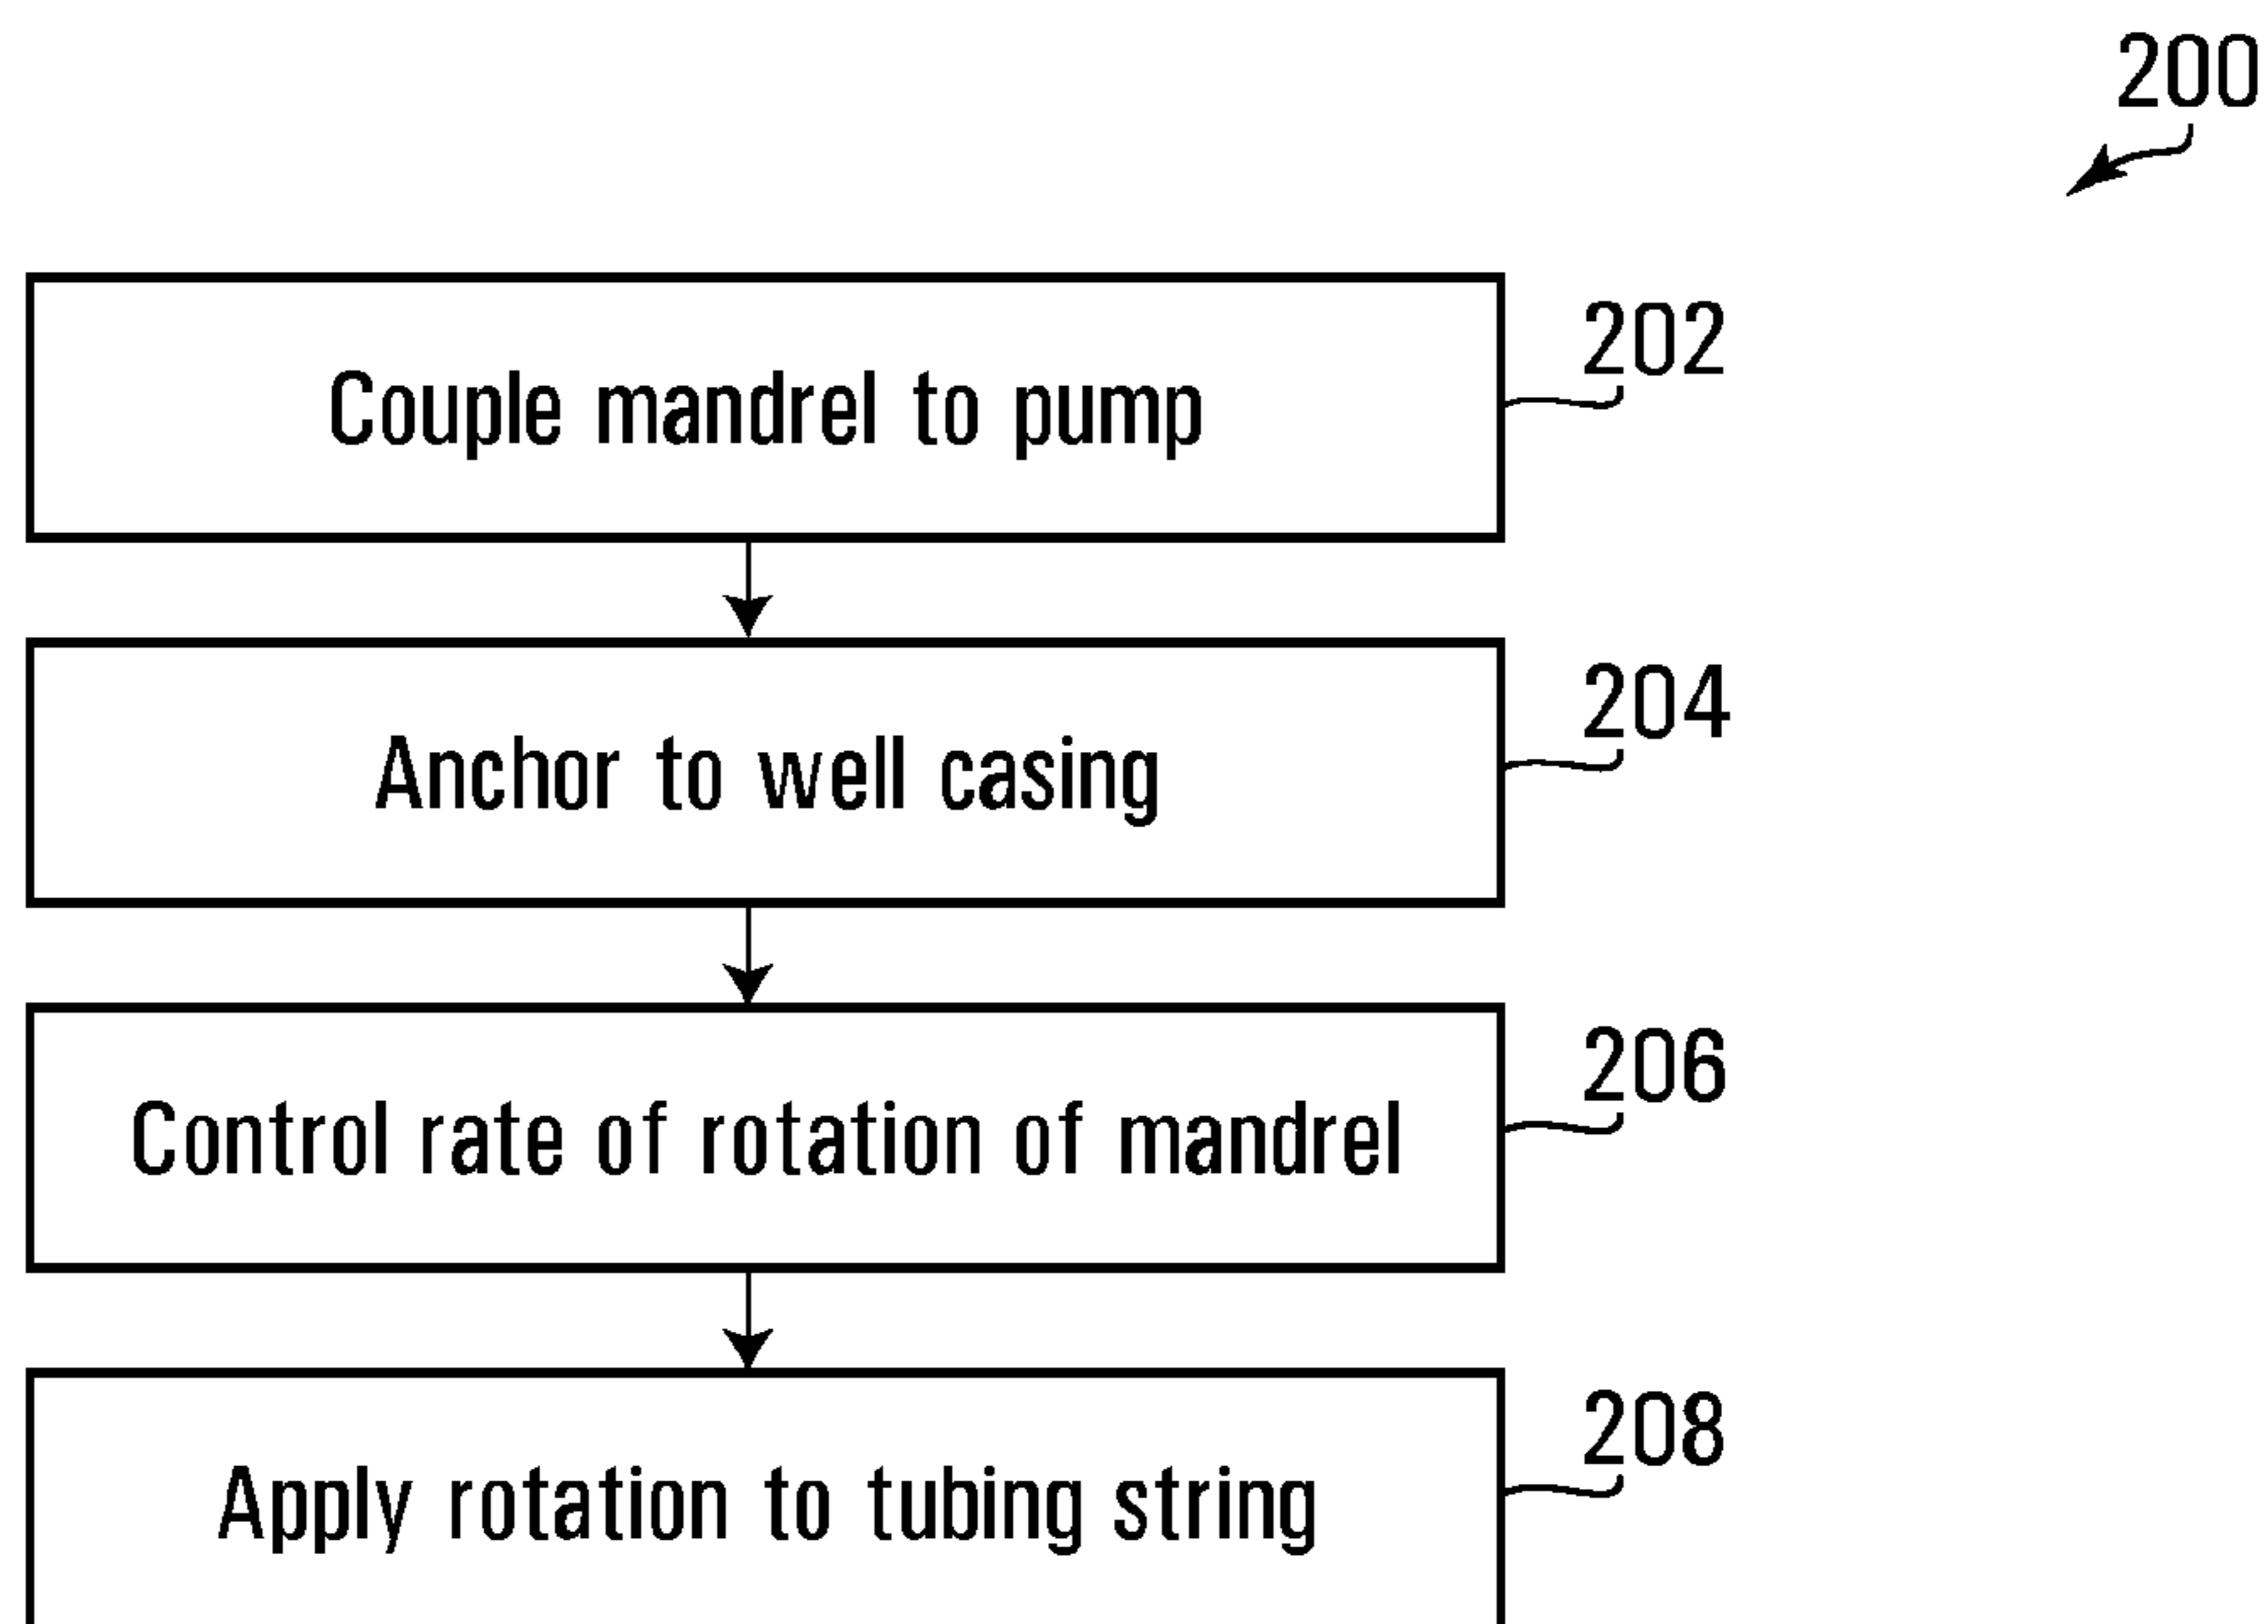 200
Couple mandrel to pump
202
Anchor to well casing
204
Control rate of rotation of mandrel
206
Apply rotation to tubing string
208